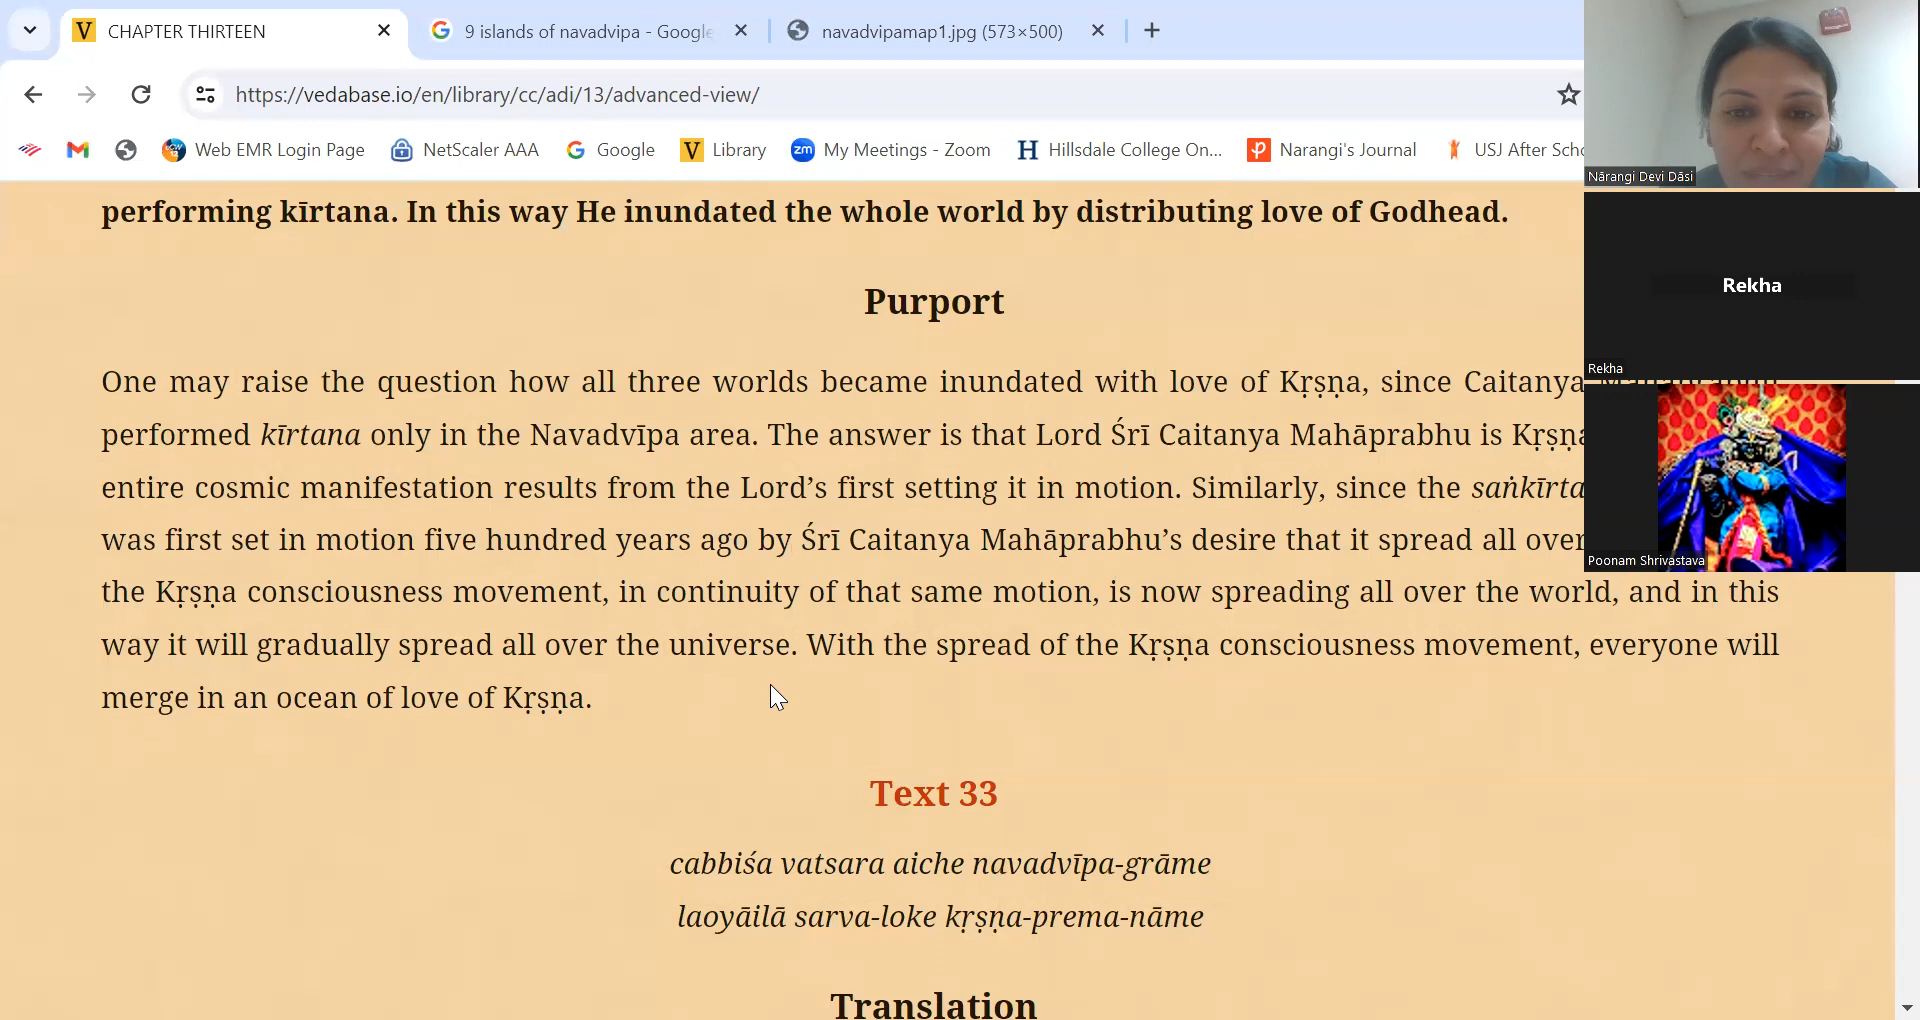 CHAPTER THIRTEEN
9 islands of navadvipa - Google
navadvipamap1.jpg (573×500)
https://vedabase.io/en/library/cc/adi/13/advanced-view/
Web EMR Login Page
NetScaler AAA
Google
Library
My Meetings - Zoom
Hillsdale College On...
Narangi's Journal
USJ After Scho
performing kīrtana. In this way He inundated the whole world by distributing love of Godhead.
Purport
One may raise the question how all three worlds became inundated with love of Kṛṣṇa, since Caitanya
performed kīrtana only in the Navadvīpa area. The answer is that Lord Śrī Caitanya Mahāprabhu is Kṛṣṇa
entire cosmic manifestation results from the Lord’s first setting it in motion. Similarly, since the saṅkīrta
was first set in motion five hundred years ago by Śrī Caitanya Mahāprabhu’s desire that it spread all over
the Kṛṣṇa consciousness movement, in continuity of that same motion, is now spreading all over the world, and in this
way it will gradually spread all over the universe. With the spread of the Kṛṣṇa consciousness movement, everyone will
merge in an ocean of love of Kṛṣṇa.
Text 33
cabbiśa vatsara aiche navadvīpa-grāme
laoyāilā sarva-loke kṛṣṇa-prema-nāme
Translation
Nārangi Devi Dāsi
Rekha
Rekha
Poonam Shrivastava